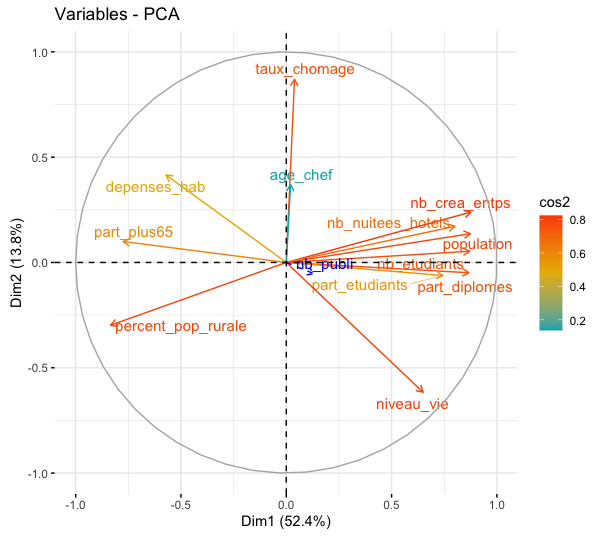 Variables - PCA
Dim2 (13.8%)
1.0
0.5
0.0
-0.5
-1.0
taux_chomage
age_chef
depenses_hab
nb_crea_entps
nb_nuitees_hotels
part_plus65
population
nb_publi
nb_etudiants
part_etudiants
part_diplomes
percent_pop_rurale
niveau_vie
-1.0 -0.5 0.0 0.5 1.0
Dim1 (52.4%)
cos2
0.8
0.6
0.4
0.2